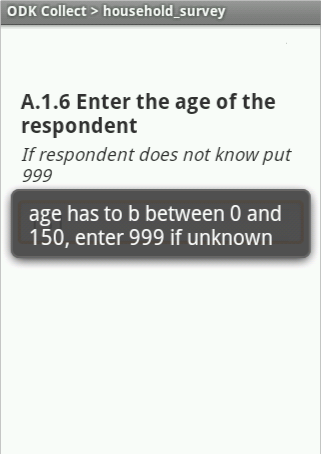 ODK Collect > household_survey
A.1.6 Enter the age of the
respondent
If respondent does not know put
999
age has to b between 0 and
150, enter 999 if unknown